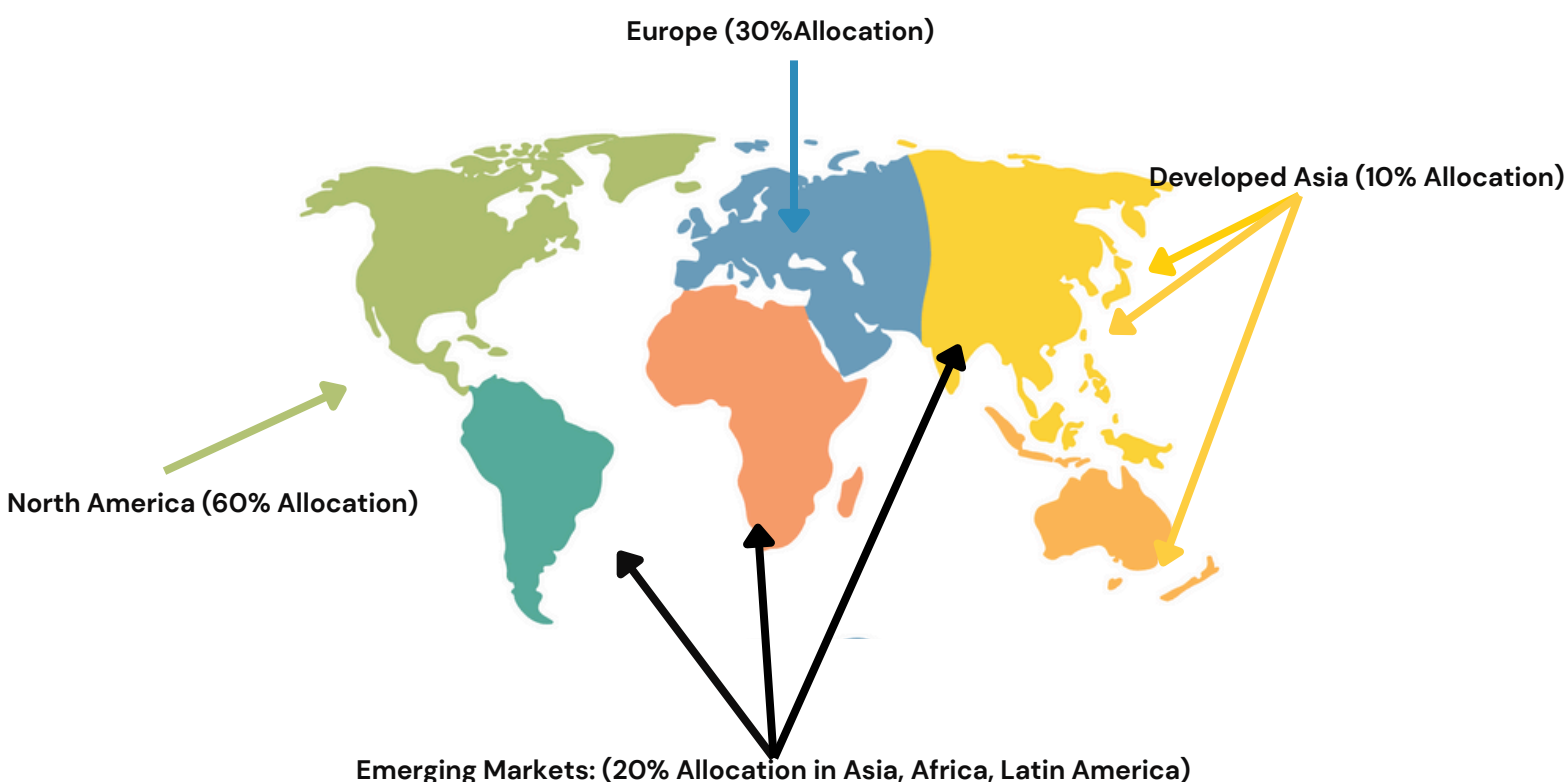 Europe (30%Allocation)
Developed Asia (10% Allocation)
North America (60% Allocation)
Emerging Markets: (20% Allocation in Asia, Africa, Latin America)